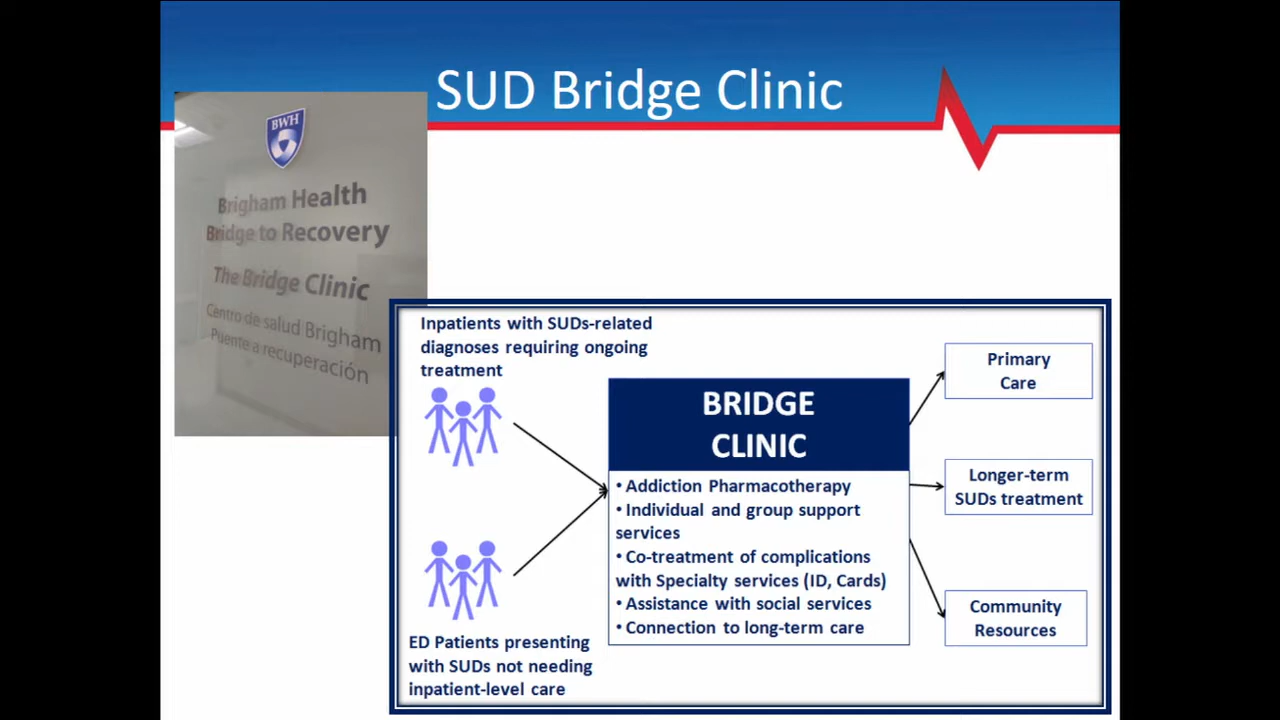 SUD Bridge Clinic
BWH
Brigham Health
Bridge to Recovery
The Bridge Clinic
Centro de salud Brigham
Puente a recuperación
Inpatients with SUDs-related
diagnoses requiring ongoing
treatment
ED Patients presenting
with SUDs not needing
inpatient-level care
BRIDGE
CLINIC
• Addiction Pharmacotherapy
• Individual and group support
services
• Co-treatment of complications
with Specialty services (ID, Cards)
• Assistance with social services
• Connection to long-term care
Primary
Care
Longer-term
SUDs treatment
Community
Resources